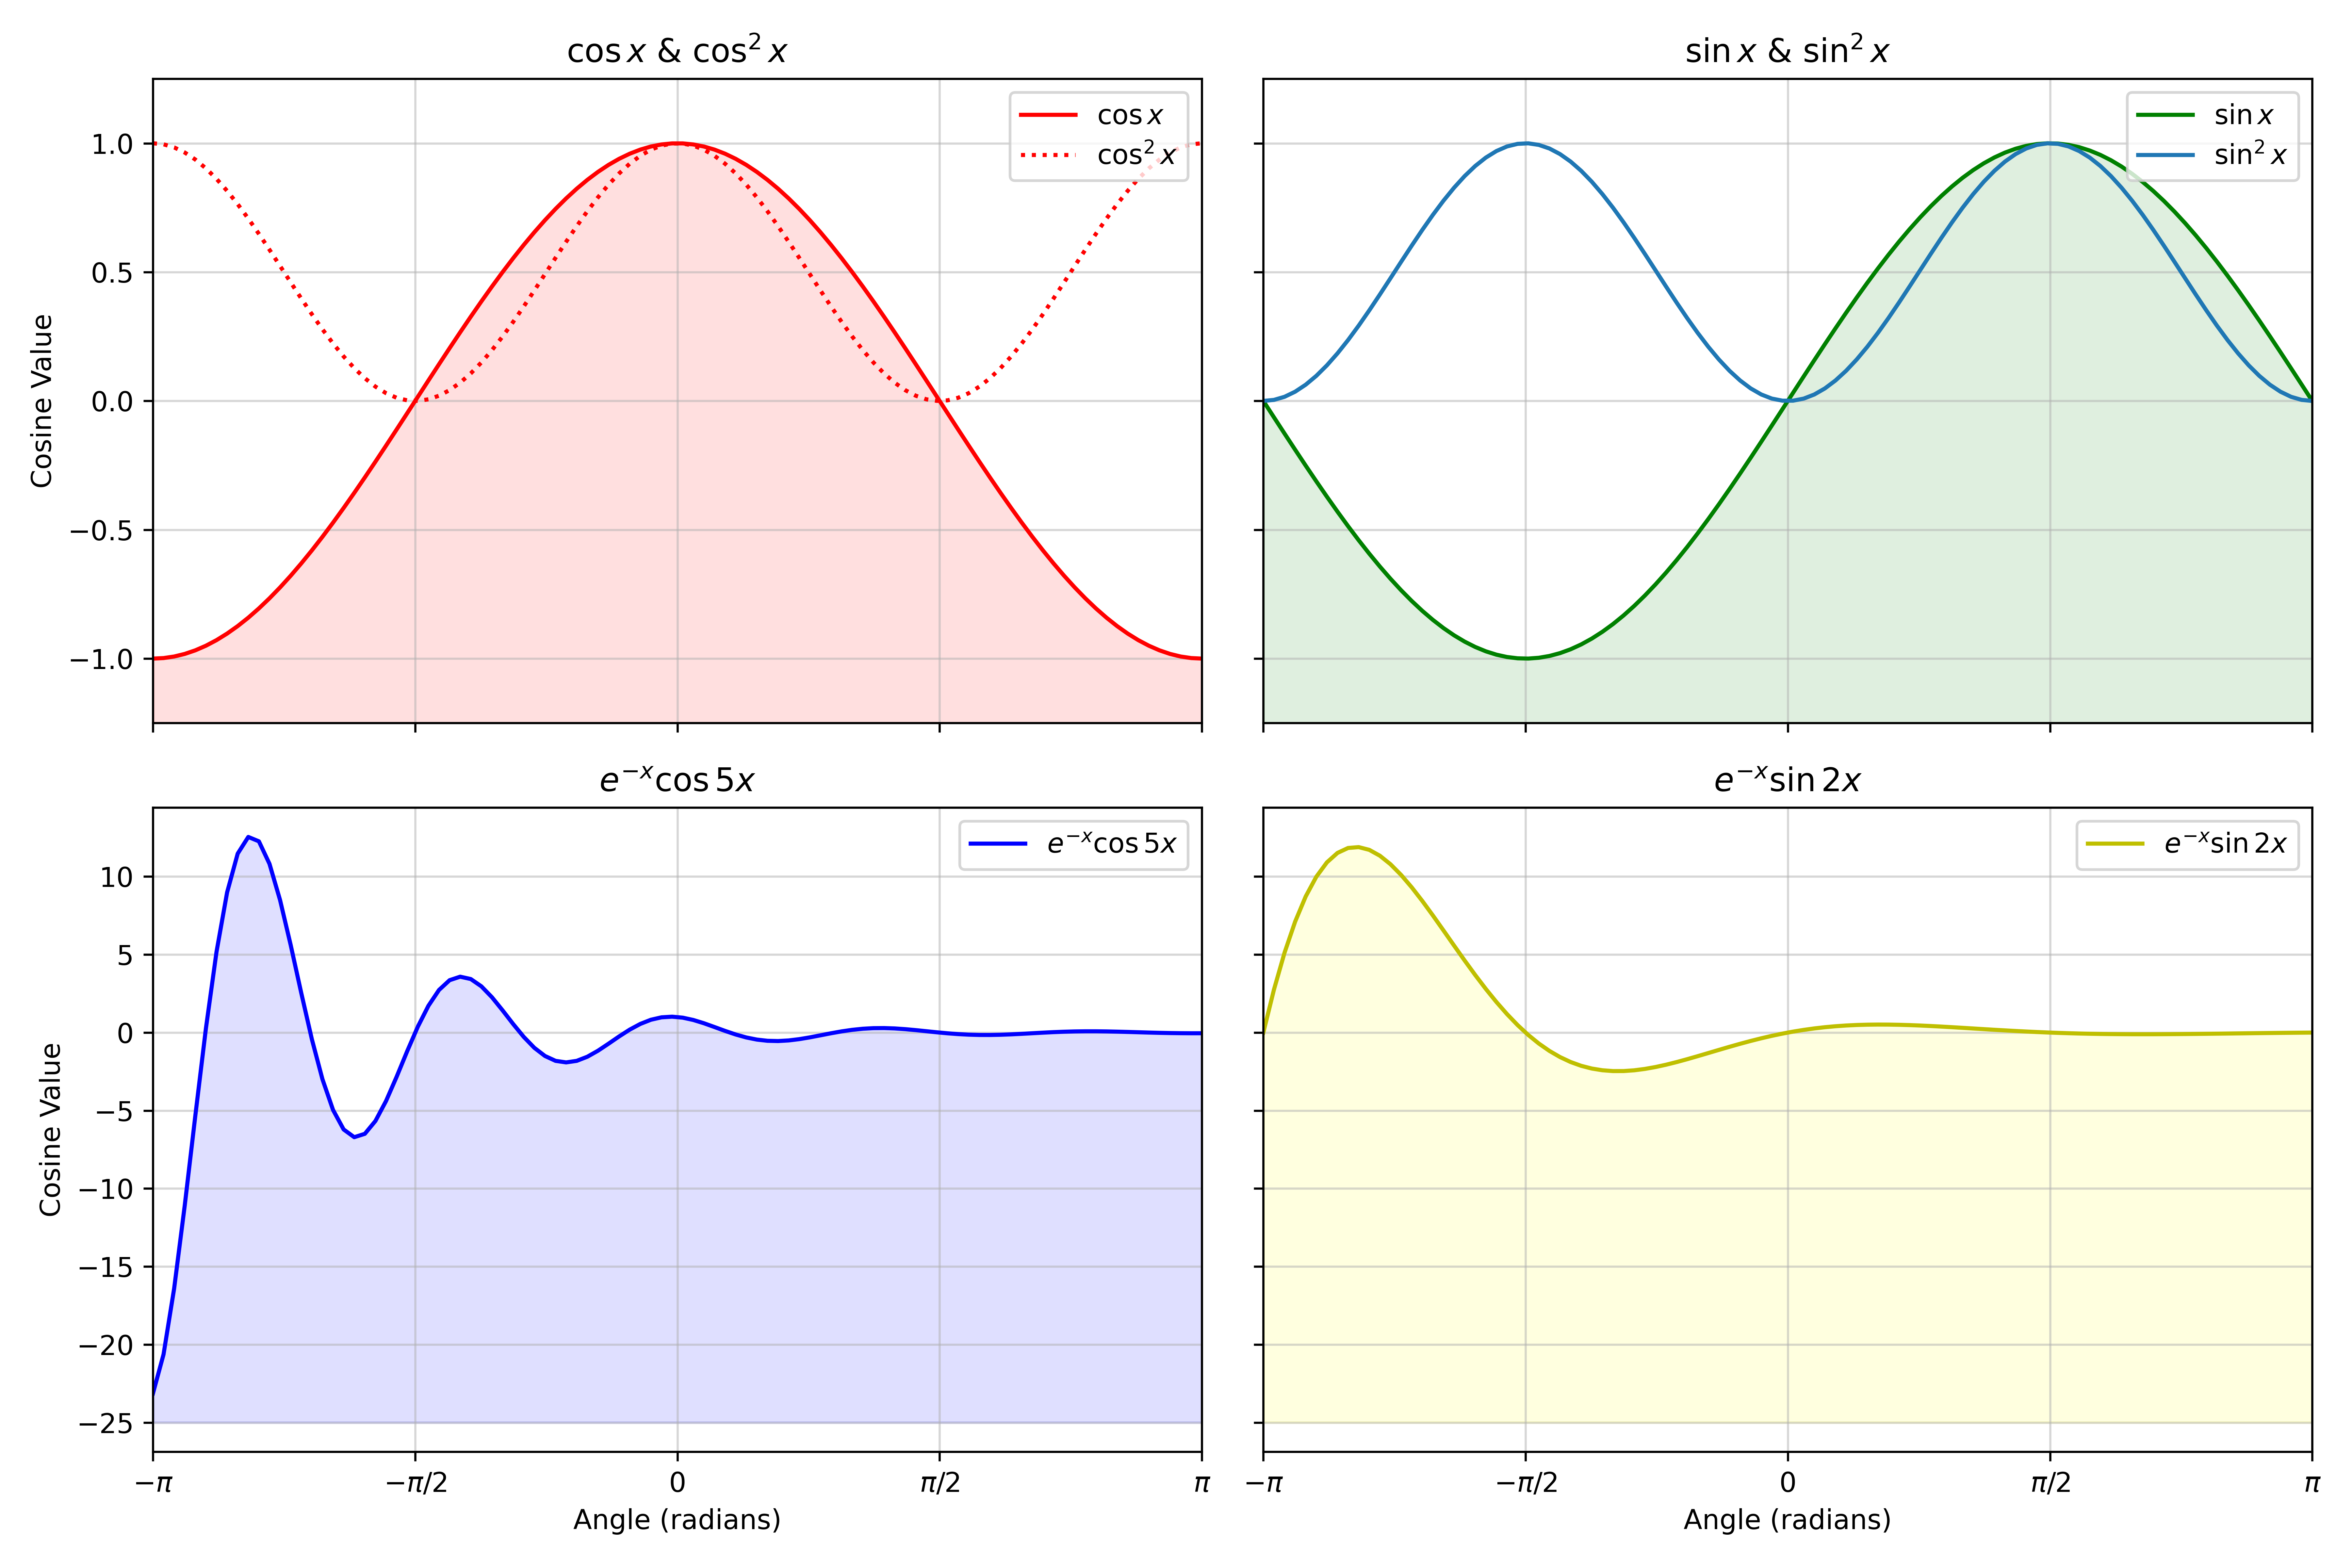 cos x & cos² x
cos x
cos² x
1.0
0.5
0.0
−0.5
−1.0
Cosine Value
sin x & sin² x
sin x
sin² x
e⁻ˣcos 5x
e⁻ˣcos 5x
10
5
0
−5
−10
−15
−20
−25
Cosine Value
−π −π/2 0 π/2 π
Angle (radians)
e⁻ˣsin 2x
e⁻ˣsin 2x
−π −π/2 0 π/2 π
Angle (radians)